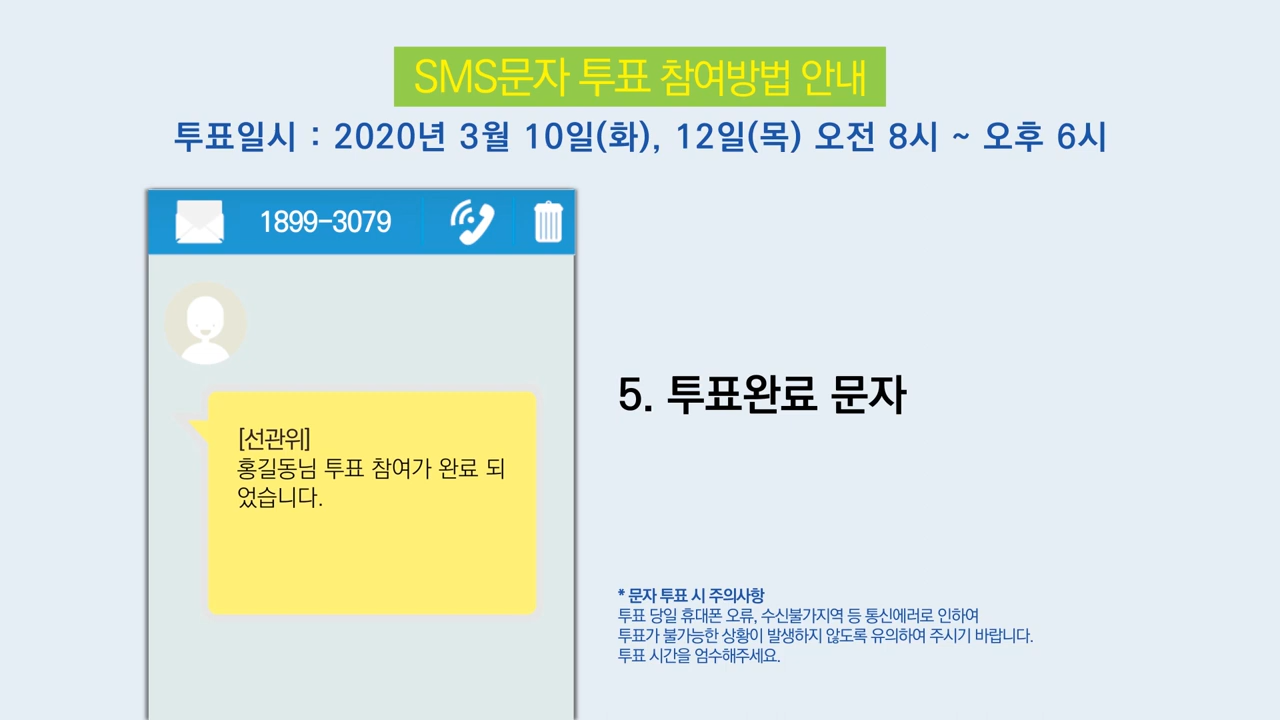 SMS문자 투표 참여방법 안내
투표일시 : 2020년 3월 10일(화), 12일(목) 오전 8시 ~ 오후 6시
1899-3079
[선관위]
홍길동님 투표 참여가 완료 되
었습니다.
5. 투표완료 문자
* 문자 투표 시 주의사항
투표 당일 휴대폰 오류, 수신불가지역 등 통신에러로 인하여
투표가 불가능한 상황이 발생하지 않도록 유의하여 주시기 바랍니다.
투표 시간을 엄수해주세요.